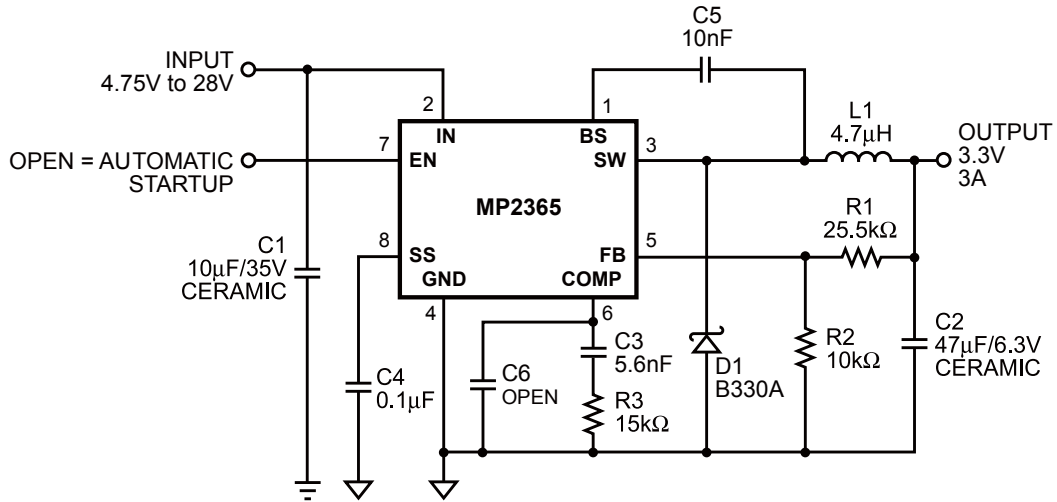 C5
10nF
INPUT
4.75V to 28V
2
1
IN
BS
L1
4.7µH
OUTPUT
3.3V
3A
7
EN
SW
3
OPEN = AUTOMATIC
STARTUP
MP2365
R1
25.5kΩ
8
SS
FB
5
C1
10µF/35V
CERAMIC
GND
COMP
4
6
C3
5.6nF
C2
47µF/6.3V
CERAMIC
R2
10kΩ
D1
B330A
C4
0.1µF
C6
OPEN
R3
15kΩ